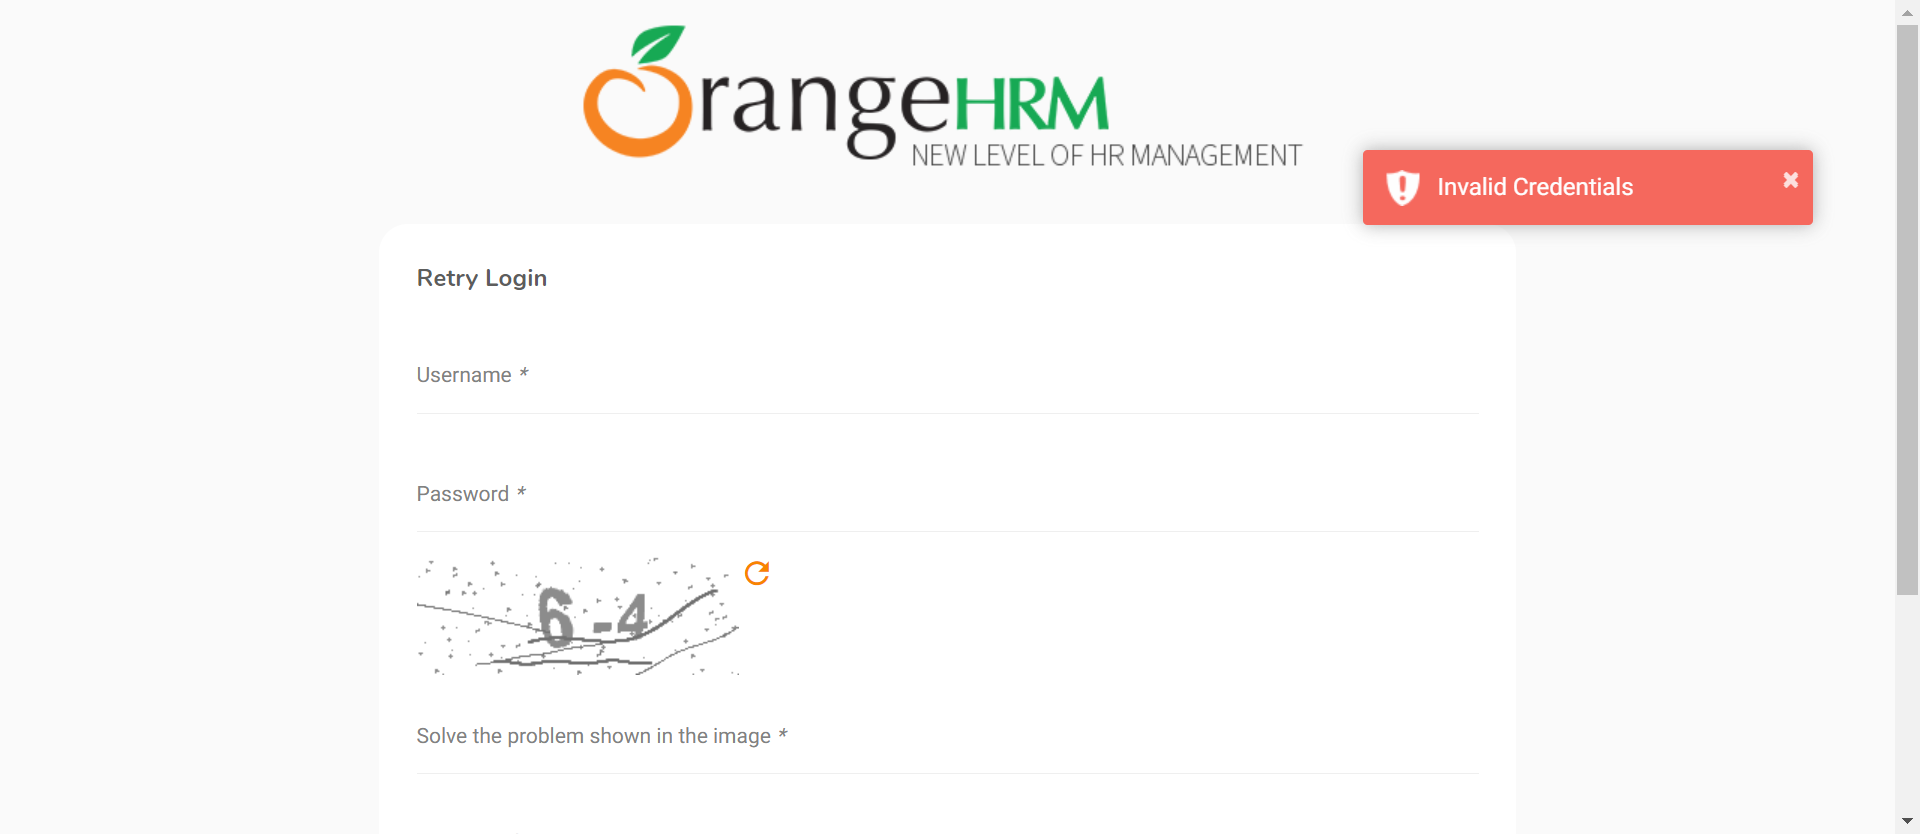 OrangeHRM
NEW LEVEL OF HR MANAGEMENT
Invalid Credentials
Retry Login
Username *
Password *
6-4
Solve the problem shown in the image *